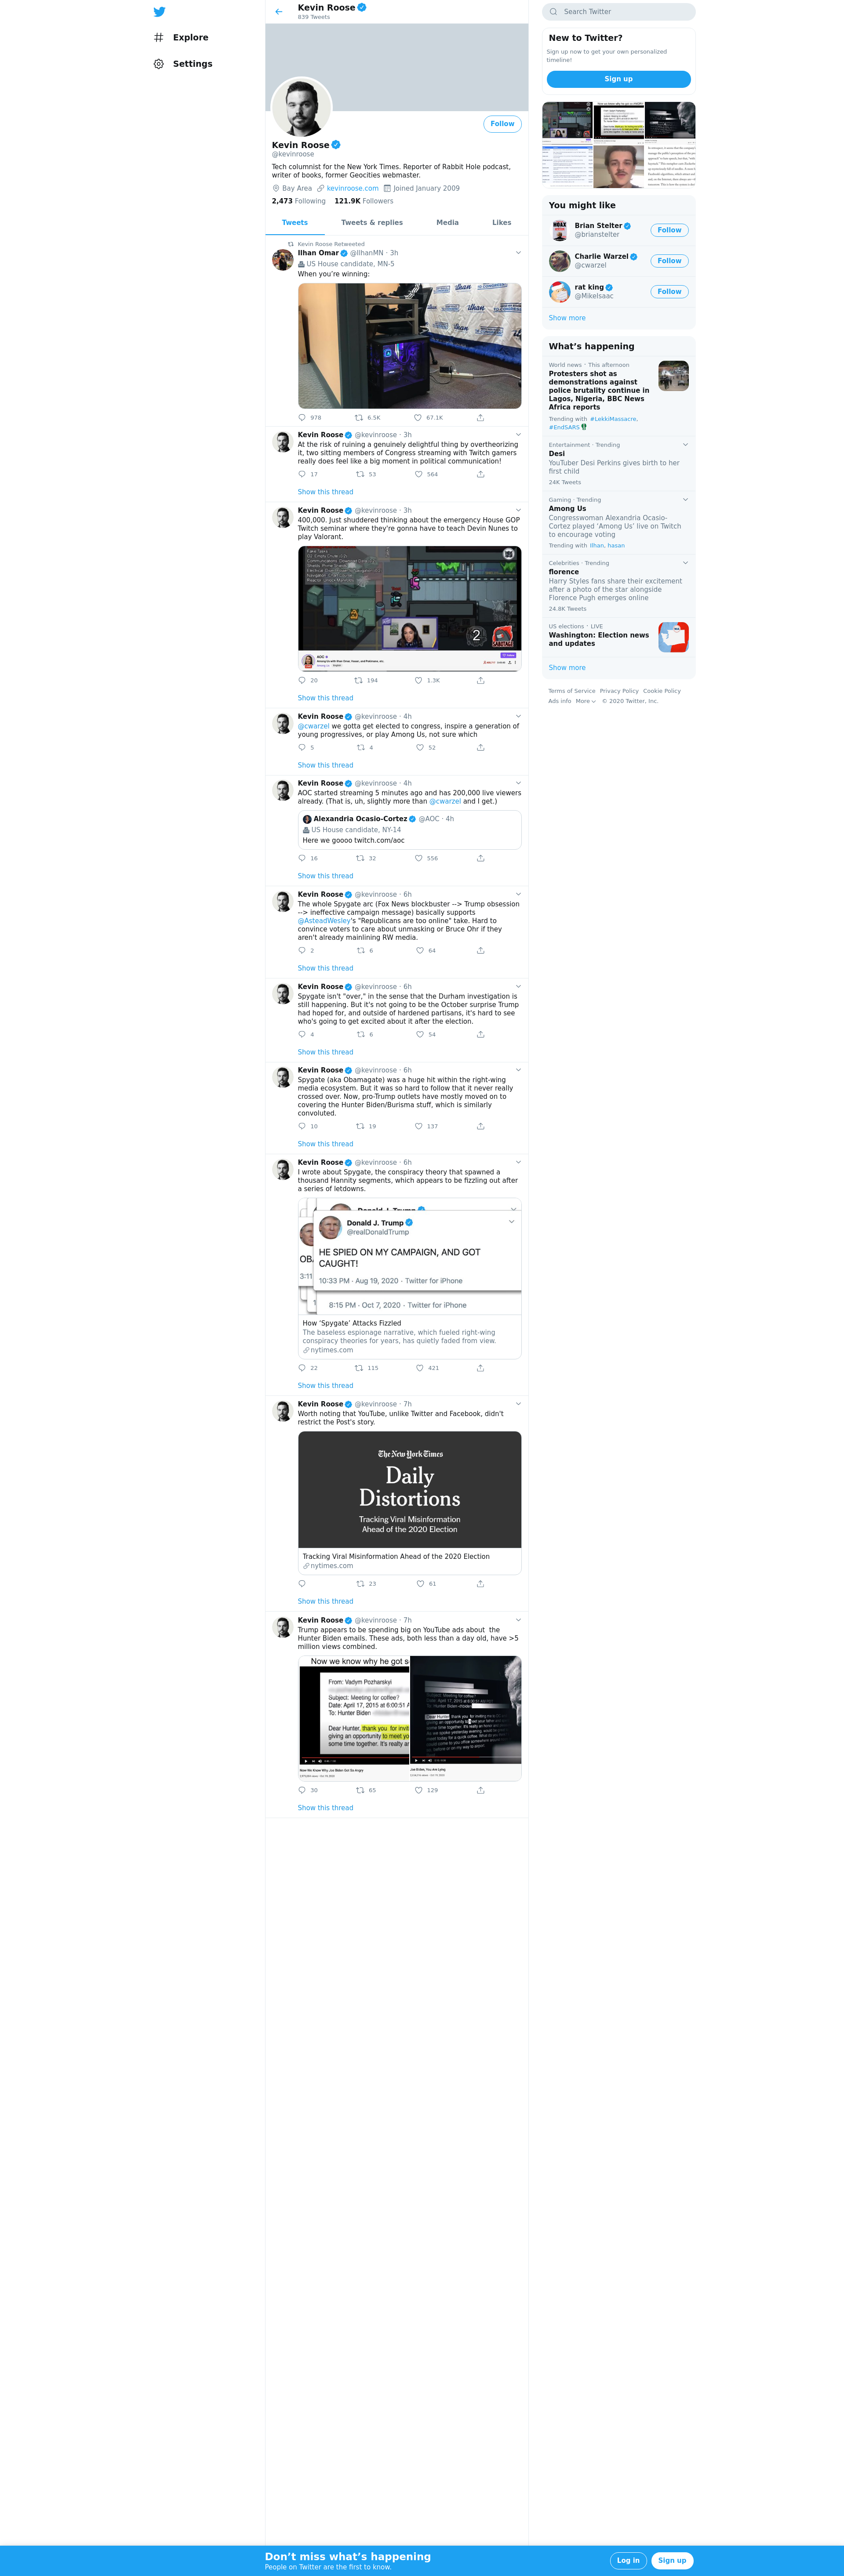 Explore
Settings
Kevin Roose
839 Tweets
Follow
Kevin Roose
@kevinroose
Tech columnist for the New York Times. Reporter of Rabbit Hole podcast,
writer of books, former Geocities webmaster.
Bay Area kevinroose.com Joined January 2009
2,473 Following 121.9K Followers
Tweets Tweets & replies Media Likes
Kevin Roose Retweeted
Ilhan Omar @IlhanMN · 3h
US House candidate, MN-5
When you're winning:
978 6.5K 67.1K
Kevin Roose @kevinroose · 3h
At the risk of ruining a genuinely delightful thing by overtheorizing
it, two sitting members of Congress streaming with Twitch gamers
really does feel like a big moment in political communication!
17 53 564
Show this thread
Kevin Roose @kevinroose · 3h
400,000. Just shuddered thinking about the emergency House GOP
Twitch seminar where they're gonna have to teach Devin Nunes to
play Valorant.
2
SABOTAGE
AOC
20 194 1.3K
Show this thread
Kevin Roose @kevinroose · 4h
@cwarzel we gotta get elected to congress, inspire a generation of
young progressives, or play Among Us, not sure which
5 4 52
Show this thread
Kevin Roose @kevinroose · 4h
AOC started streaming 5 minutes ago and has 200,000 live viewers
already. (That is, uh, slightly more than @cwarzel and I get.)
Alexandria Ocasio-Cortez @AOC · 4h
US House candidate, NY-14
Here we goooo twitch.com/aoc
16 32 556
Show this thread
Kevin Roose @kevinroose · 6h
The whole Spygate arc (Fox News blockbuster --> Trump obsession
--> ineffective campaign message) basically supports
@AsteadWesley's "Republicans are too online" take. Hard to
convince voters to care about unmasking or Bruce Ohr if they
aren't already mainlining RW media.
2 6 64
Show this thread
Kevin Roose @kevinroose · 6h
Spygate isn't "over," in the sense that the Durham investigation is
still happening. But it's not going to be the October surprise Trump
had hoped for, and outside of hardened partisans, it's hard to see
who's going to get excited about it after the election.
4 6 54
Show this thread
Kevin Roose @kevinroose · 6h
Spygate (aka Obamagate) was a huge hit within the right-wing
media ecosystem. But it was so hard to follow that it never really
crossed over. Now, pro-Trump outlets have mostly moved on to
covering the Hunter Biden/Burisma stuff, which is similarly
convoluted.
10 19 137
Show this thread
Kevin Roose @kevinroose · 6h
I wrote about Spygate, the conspiracy theory that spawned a
thousand Hannity segments, which appears to be fizzling out after
a series of letdowns.
Donald J. Trump
@realDonaldTrump
HE SPIED ON MY CAMPAIGN, AND GOT
CAUGHT!
10:33 PM · Aug 19, 2020 · Twitter for iPhone
8:15 PM · Oct 7, 2020 · Twitter for iPhone
How 'Spygate' Attacks Fizzled
The baseless espionage narrative, which fueled right-wing
conspiracy theories for years, has quietly faded from view.
nytimes.com
22 115 421
Show this thread
Kevin Roose @kevinroose · 7h
Worth noting that YouTube, unlike Twitter and Facebook, didn't
restrict the Post's story.
The New York Times
Daily
Distortions
Tracking Viral Misinformation
Ahead of the 2020 Election
Tracking Viral Misinformation Ahead of the 2020 Election
nytimes.com
23 61
Show this thread
Kevin Roose @kevinroose · 7h
Trump appears to be spending big on YouTube ads about the
Hunter Biden emails. These ads, both less than a day old, have >5
million views combined.
Now we know why he got s
From: Vadym Pozharskyi
Subject: Meeting for coffee?
Date: April 17, 2015 at 6:00:51 A
To: Hunter Biden
Dear Hunter, thank you for invit
giving an opportunity to meet yo
some time together. It's really ar
Now We Know Why Joe Biden Got So Angry
Joe Biden, You Are Lying
30 65 129
Show this thread
Search Twitter
New to Twitter?
Sign up now to get your own personalized
timeline!
Sign up
You might like
Brian Stelter
@brianstelter
Follow
Charlie Warzel
@cwarzel
Follow
rat king
@MikeIsaac
Follow
Show more
What's happening
World news · This afternoon
Protesters shot as
demonstrations against
police brutality continue in
Lagos, Nigeria, BBC News
Africa reports
Trending with #LekkiMassacre,
#EndSARS
Entertainment · Trending
Desi
YouTuber Desi Perkins gives birth to her
first child
24K Tweets
Gaming · Trending
Among Us
Congresswoman Alexandria Ocasio-
Cortez played 'Among Us' live on Twitch
to encourage voting
Trending with Ilhan, hasan
Celebrities · Trending
florence
Harry Styles fans share their excitement
after a photo of the star alongside
Florence Pugh emerges online
24.8K Tweets
US elections · LIVE
Washington: Election news
and updates
Show more
Terms of Service Privacy Policy Cookie Policy
Ads info More © 2020 Twitter, Inc.
Don't miss what's happening
People on Twitter are the first to know.
Log in
Sign up